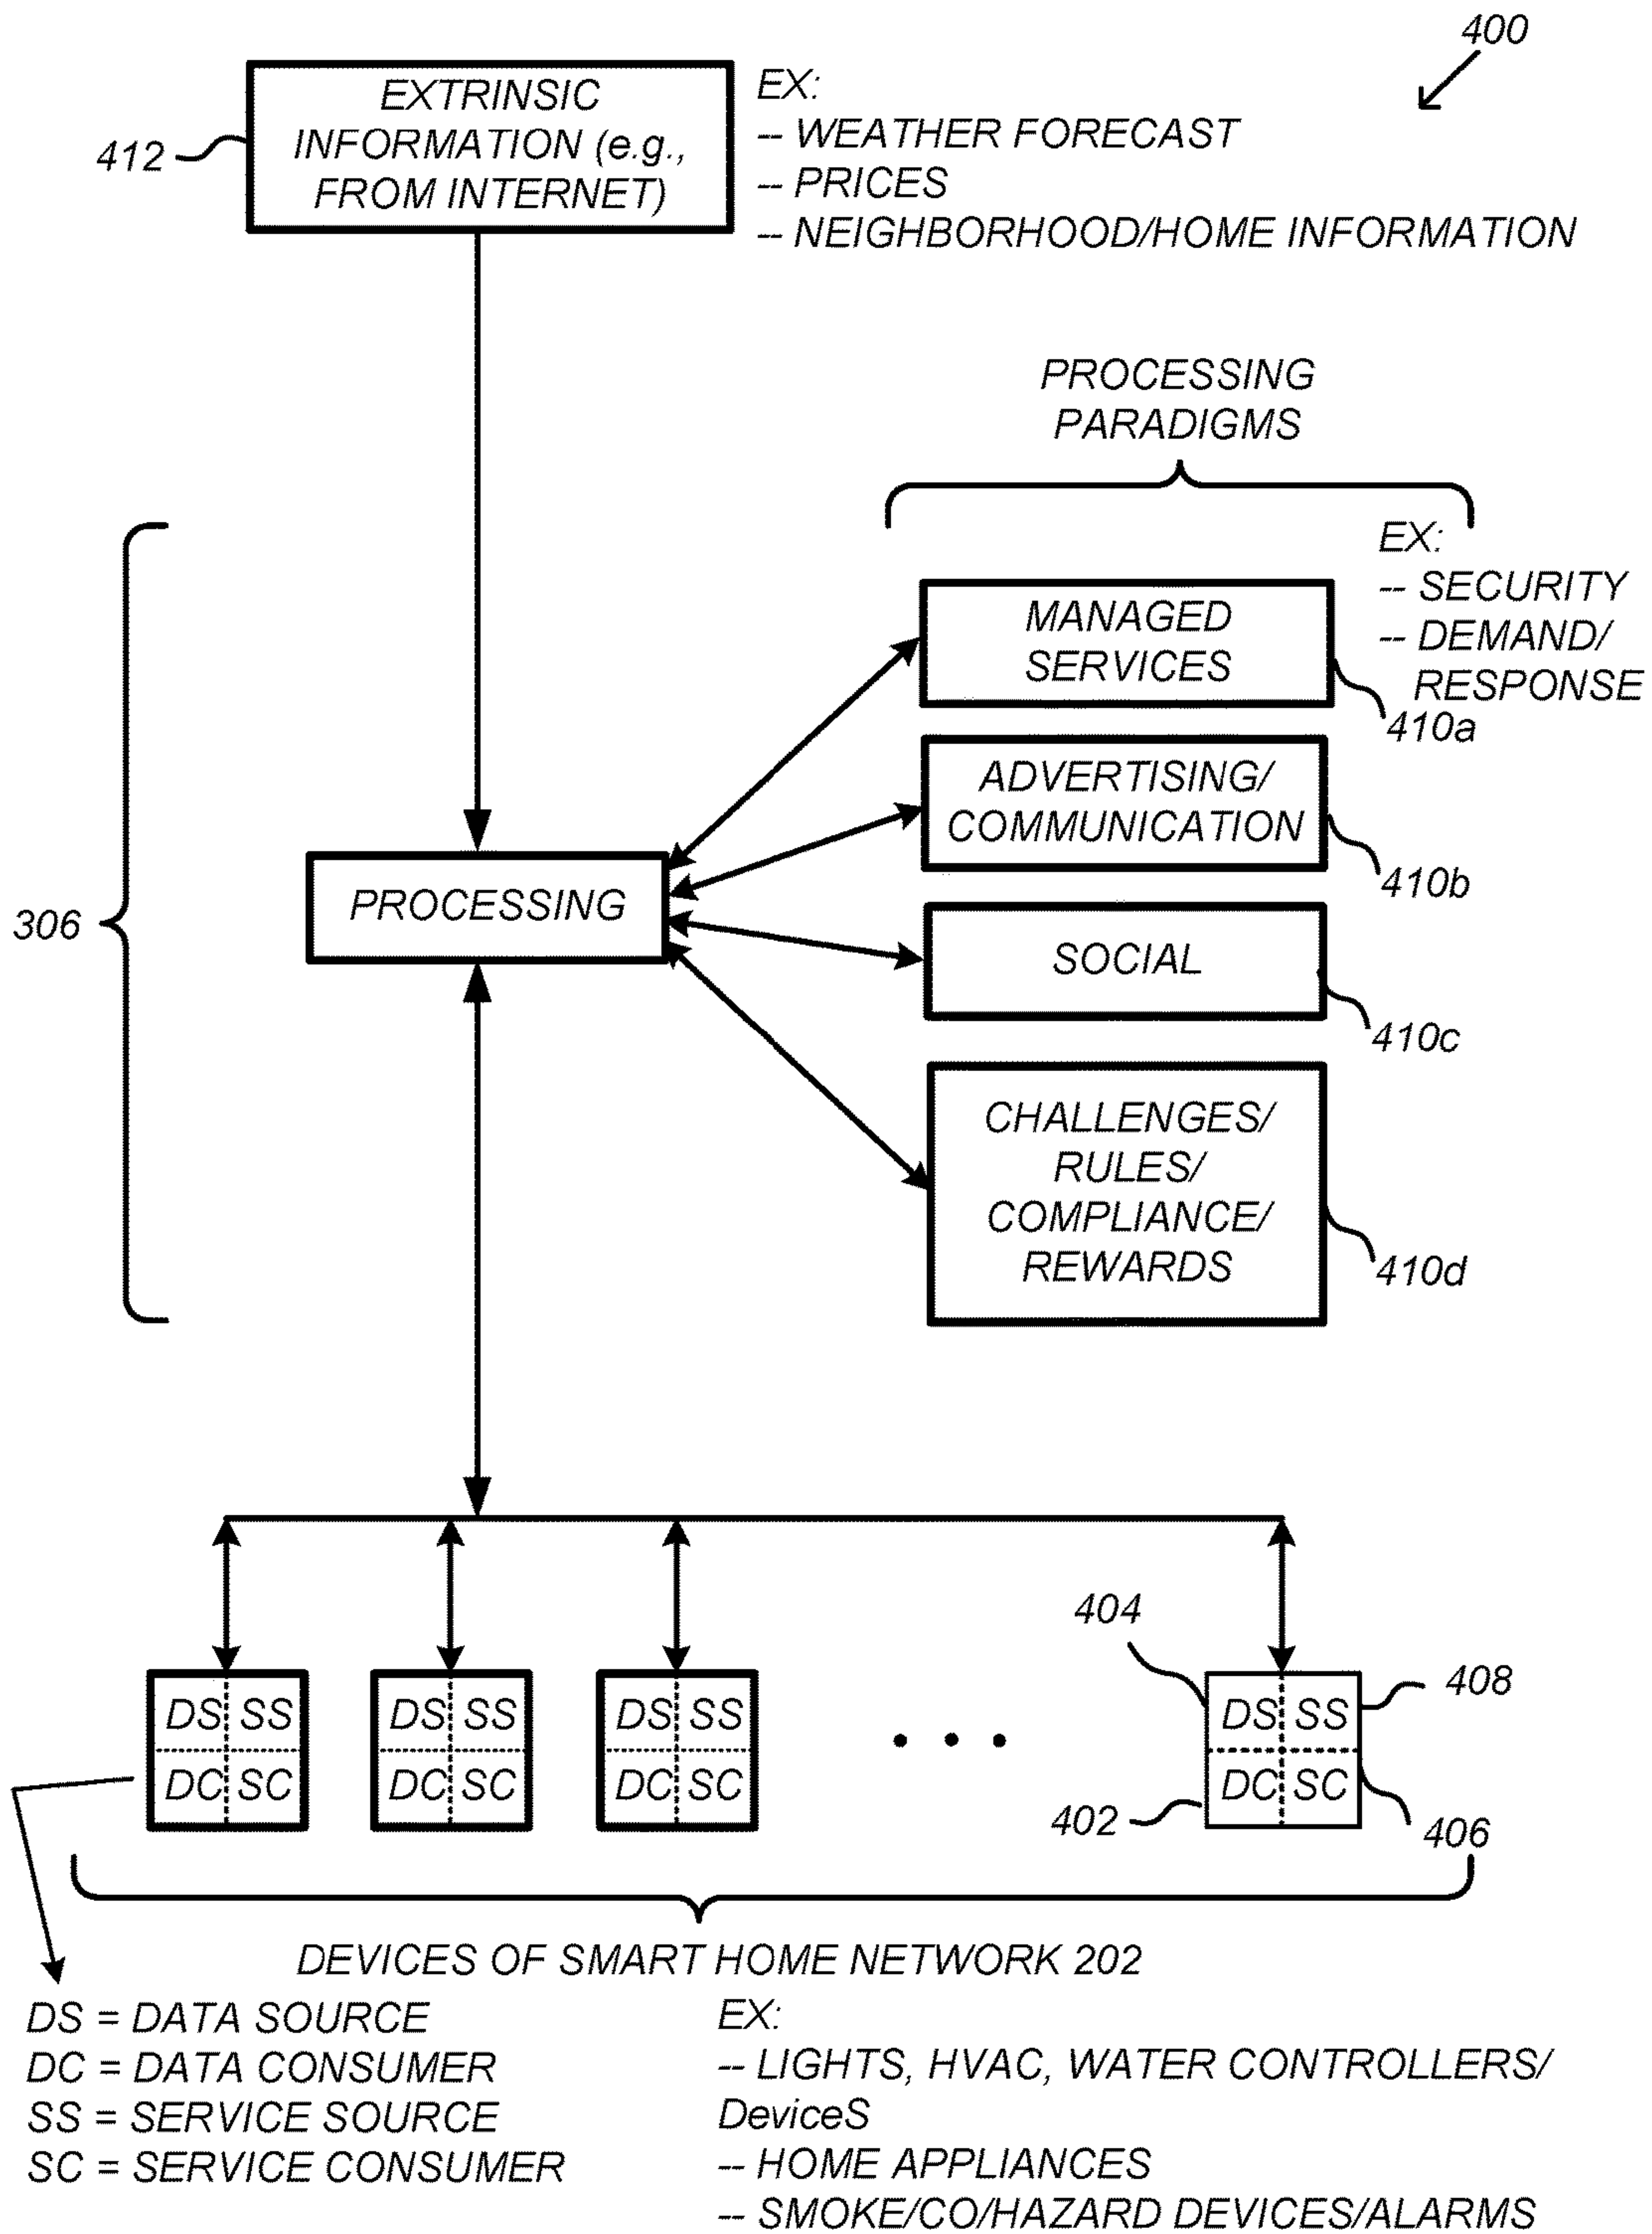 400
EXTRINSIC
INFORMATION (e.g.,
FROM INTERNET)
412
EX:
-- WEATHER FORECAST
-- PRICES
-- NEIGHBORHOOD/HOME INFORMATION
PROCESSING
PARADIGMS
EX:
-- SECURITY
-- DEMAND/
RESPONSE
MANAGED
SERVICES
410a
ADVERTISING/
COMMUNICATION
410b
306
PROCESSING
SOCIAL
410c
CHALLENGES/
RULES/
COMPLIANCE/
REWARDS
410d
404
408
DS SS
DC SC
DS SS
DC SC
DS SS
DC SC
. . .
DS SS
DC SC
402
406
DEVICES OF SMART HOME NETWORK 202
DS = DATA SOURCE
DC = DATA CONSUMER
SS = SERVICE SOURCE
SC = SERVICE CONSUMER
EX:
-- LIGHTS, HVAC, WATER CONTROLLERS/
DeviceS
-- HOME APPLIANCES
-- SMOKE/CO/HAZARD DEVICES/ALARMS